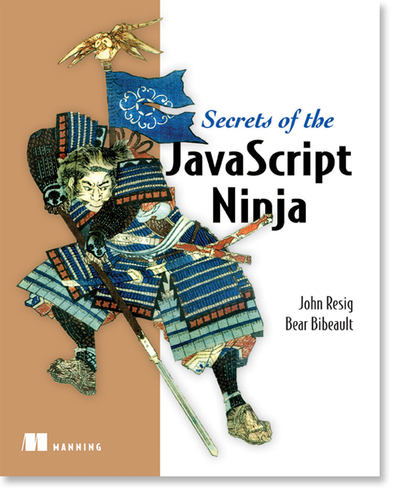 Secrets of the
JavaScript
Ninja
John Resig
Bear Bibeault
MANNING